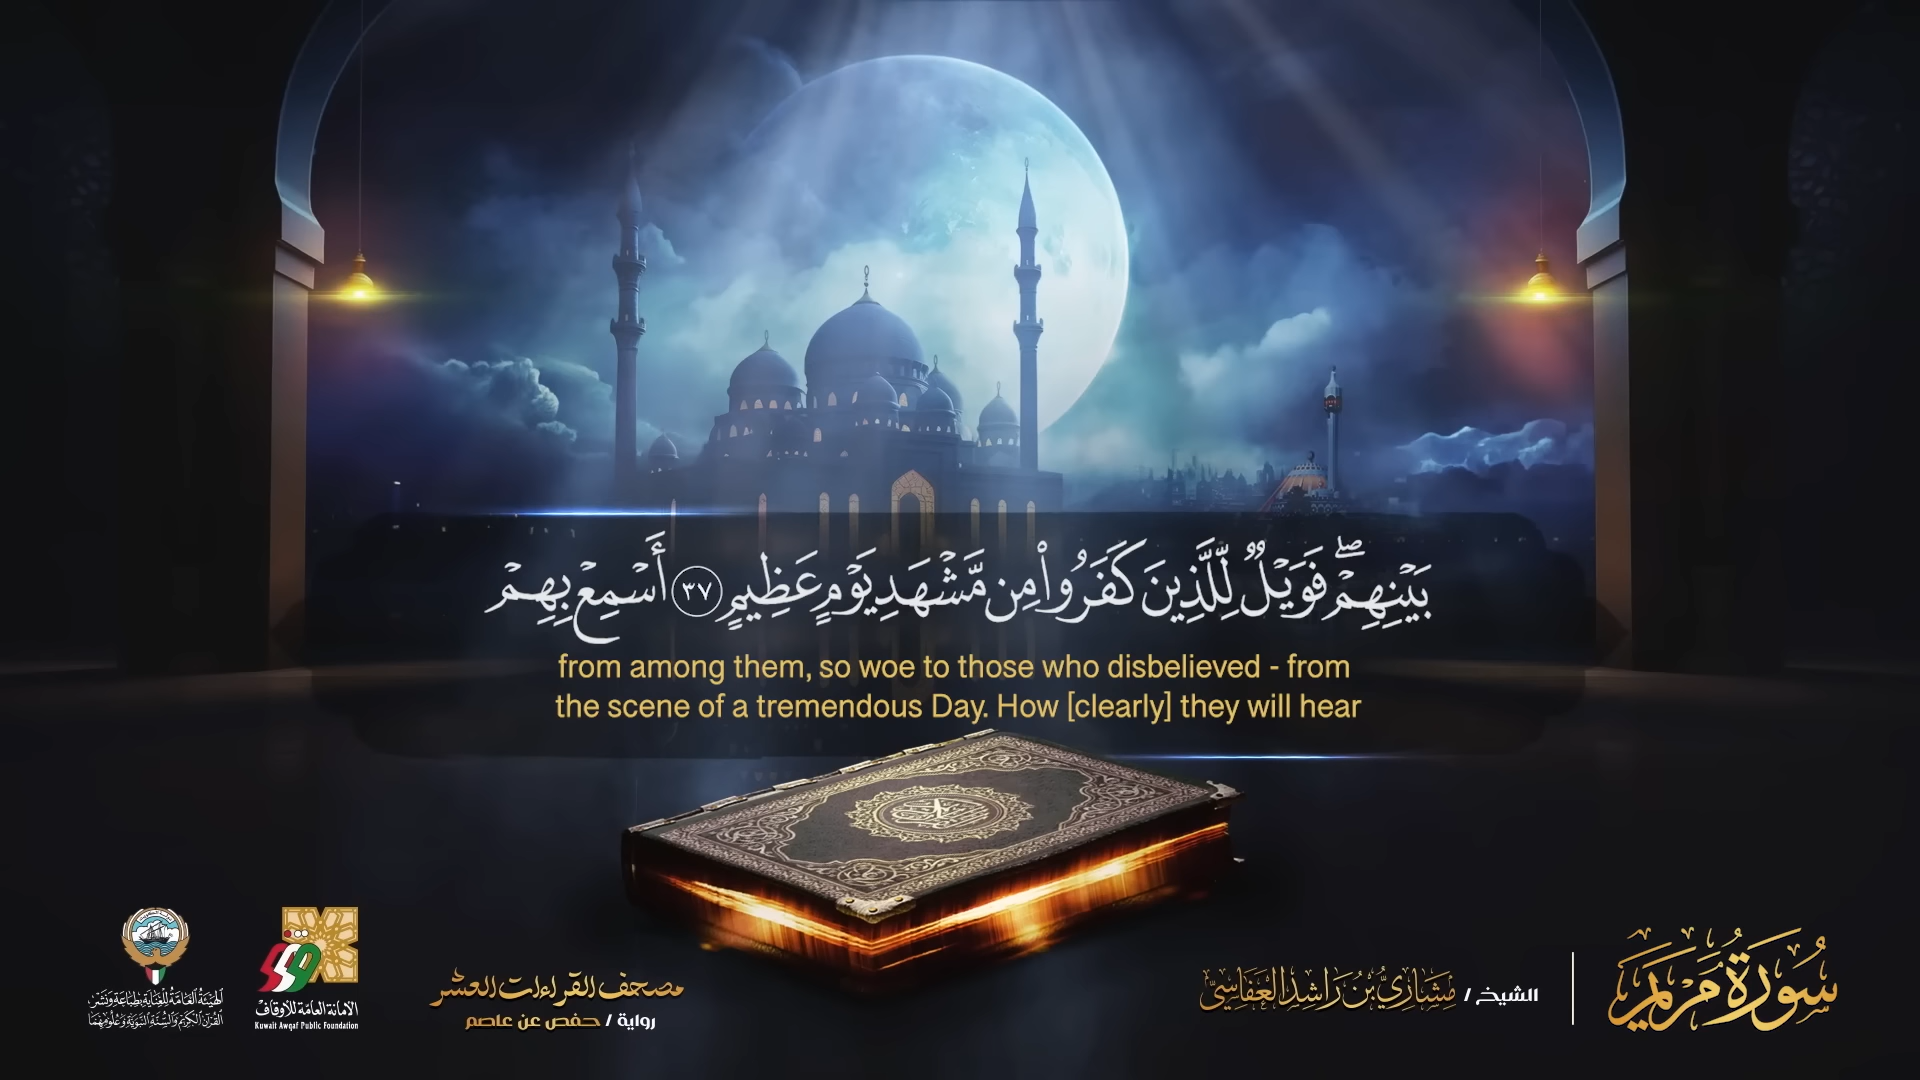 بَيْنِهِمْۖ فَوَيْلٌ لِّلَّذِينَ كَفَرُوا۟ مِن مَّشْهَدِ يَوْمٍ عَظِيمٍ ٣٧ أَسْمِعْ بِهِمْ
from among them, so woe to those who disbelieved - from
the scene of a tremendous Day. How [clearly] they will hear
سُورَةُ مَرْيَم
الشيخ / مشاري بن راشد العفاسي
مصحف القراءات العشر
رواية / حفص عن عاصم
الأمانة العامة للأوقاف
Kuwait Awqaf Public Foundation
الهيئة العامة للعناية بطباعة ونشر
القرآن الكريم والسنة النبوية وعلومهما